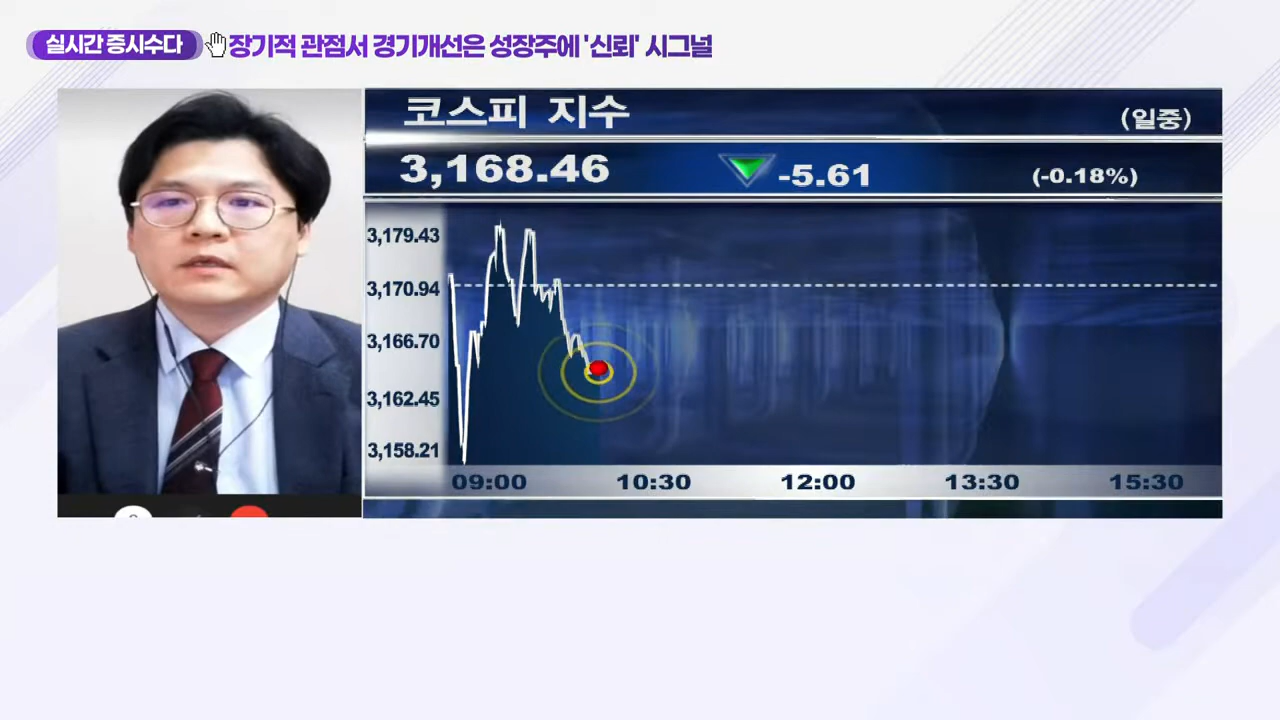 실시간 증시수다 장기적 관점서 경기개선은 성장주에 '신뢰' 시그널
코스피 지수 (일중)
3,168.46 -5.61 (-0.18%)
3,179.43
3,170.94
3,166.70
3,162.45
3,158.21
09:00 10:30 12:00 13:30 15:30